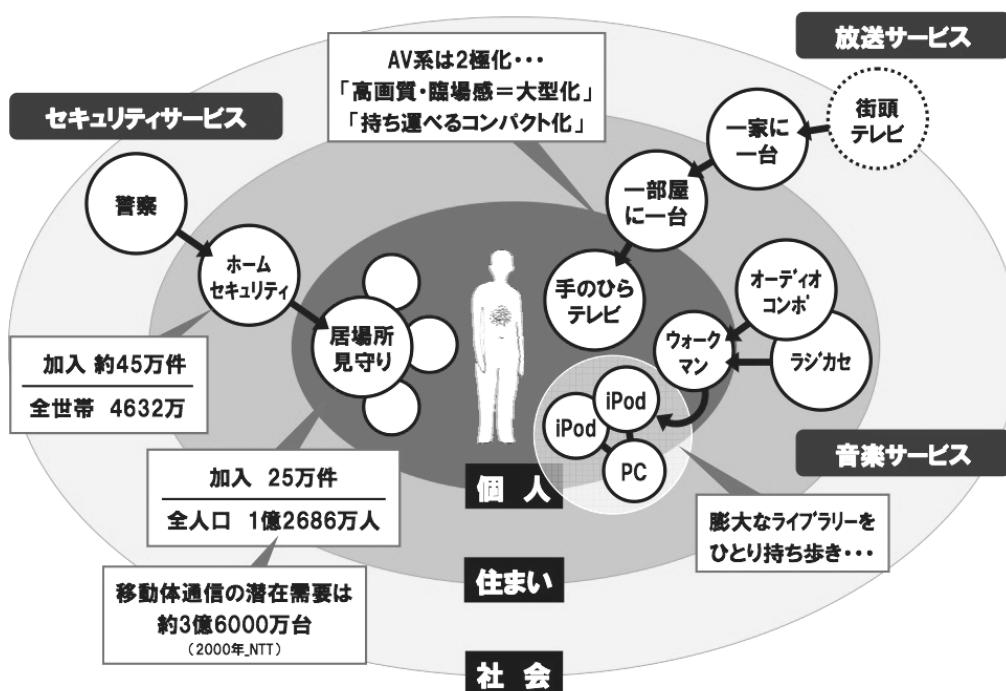 放送サービス
AV系は2極化・・・
「高画質・臨場感＝大型化」
「持ち運べるコンパクト化」
セキュリティサービス
街頭
テレビ
一家に
一台
一部屋
に一台
警察
ホーム
セキュリティ
手のひら
テレビ
オーディオ
コンポ
居場所
見守り
ウォーク
マン
ラジカセ
加入 約45万件
全世帯 4632万
iPod
iPod
PC
音楽サービス
加入 25万件
全人口 1億2686万人
個 人
膨大なライブラリーを
ひとり持ち歩き・・・
移動体通信の潜在需要は
約3億6000万台
（2000年_NTT）
住まい
社 会